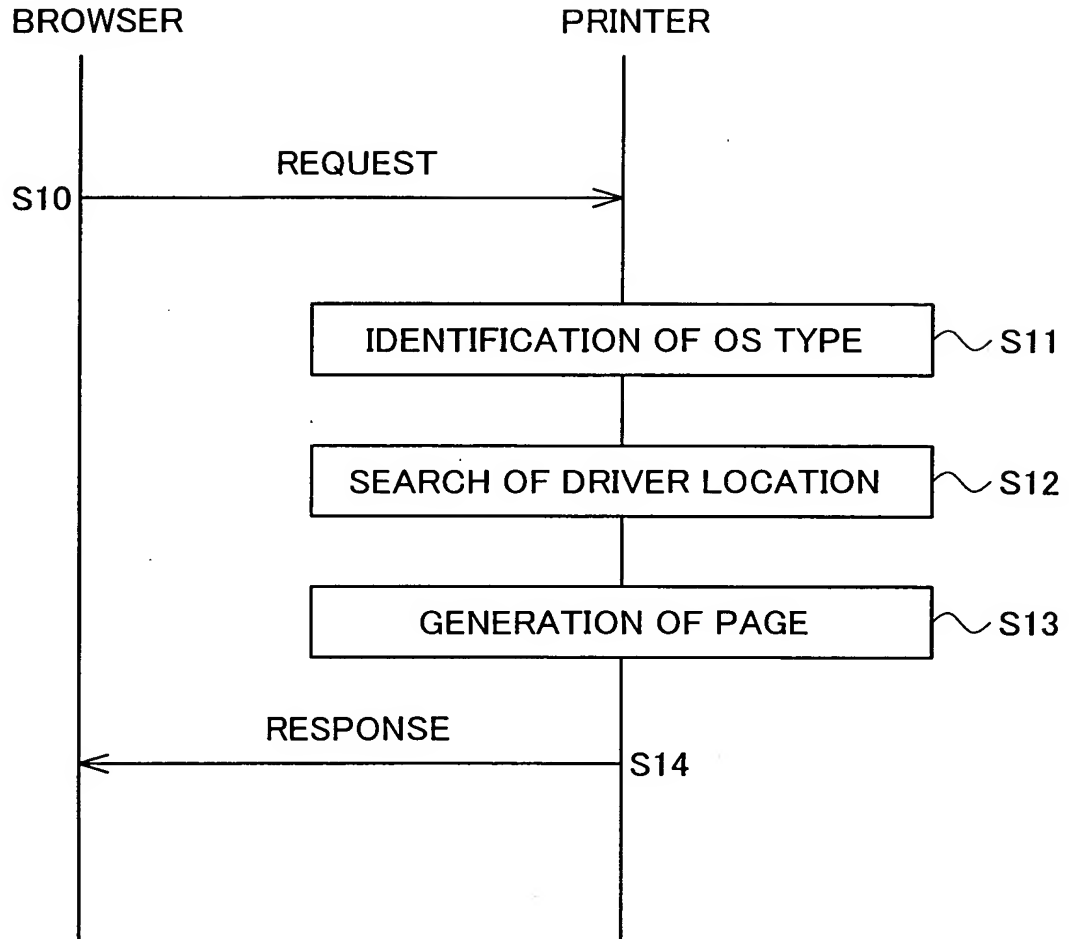 BROWSER PRINTER
REQUEST
S10
IDENTIFICATION OF OS TYPE S11
SEARCH OF DRIVER LOCATION S12
GENERATION OF PAGE S13
RESPONSE
S14